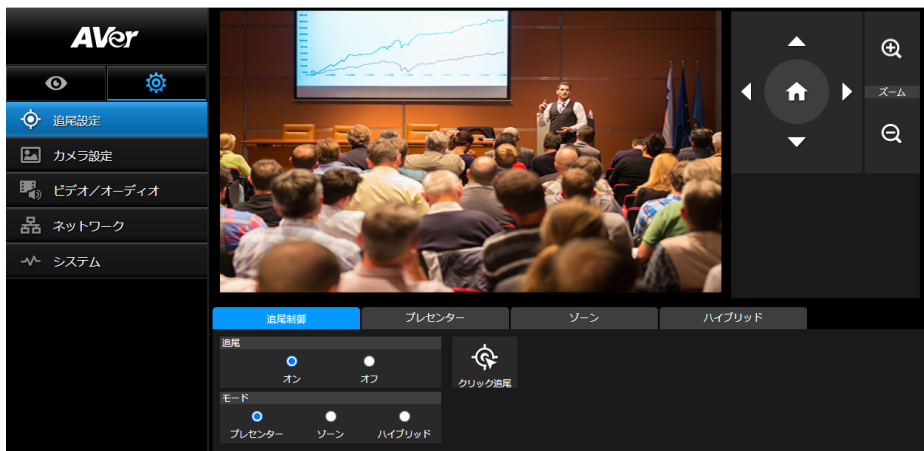 AVer
ズーム
追尾設定
カメラ設定
ビデオ／オーディオ
ネットワーク
システム
追尾制御
プレゼンター
ゾーン
ハイブリッド
追尾
オン
オフ
クリック追尾
モード
プレゼンター
ゾーン
ハイブリッド